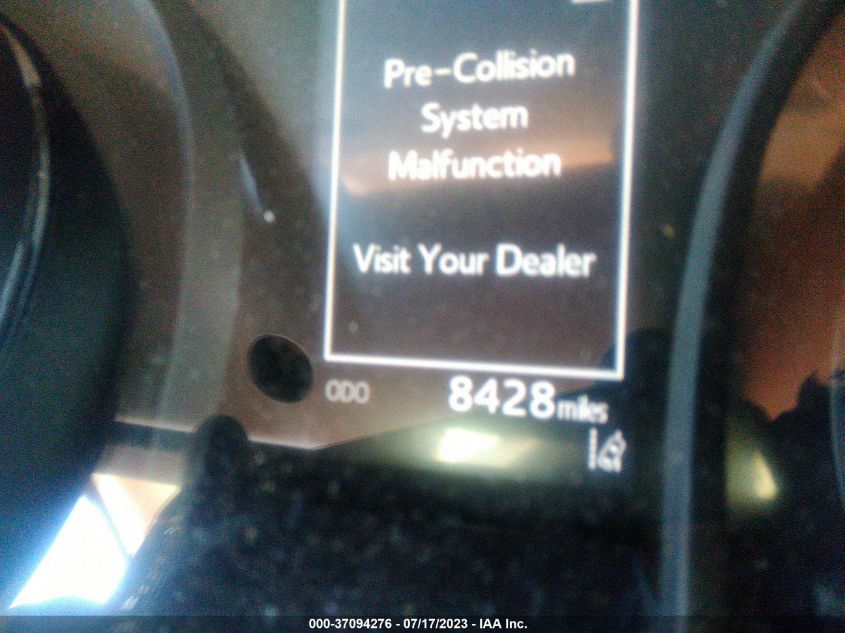 Pre-Collision
System
Malfunction
Visit Your Dealer
ODO 8428 miles
000-37094276 - 07/17/2023 - IAA Inc.